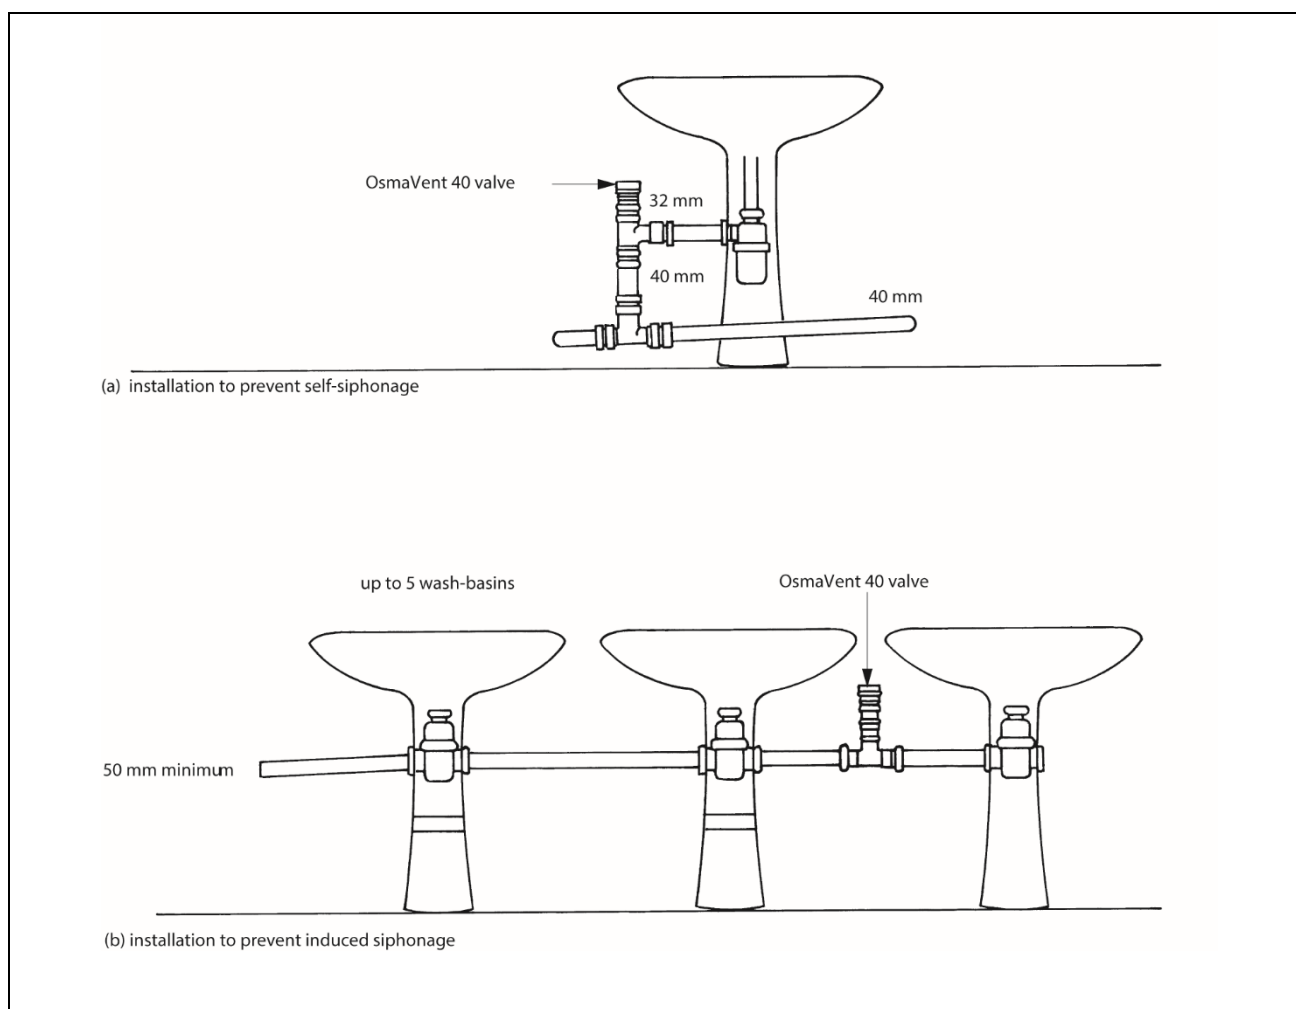 OsmaVent 40 valve
32 mm
40 mm
40 mm
(a) installation to prevent self-siphonage
up to 5 wash-basins
OsmaVent 40 valve
50 mm minimum
(b) installation to prevent induced siphonage